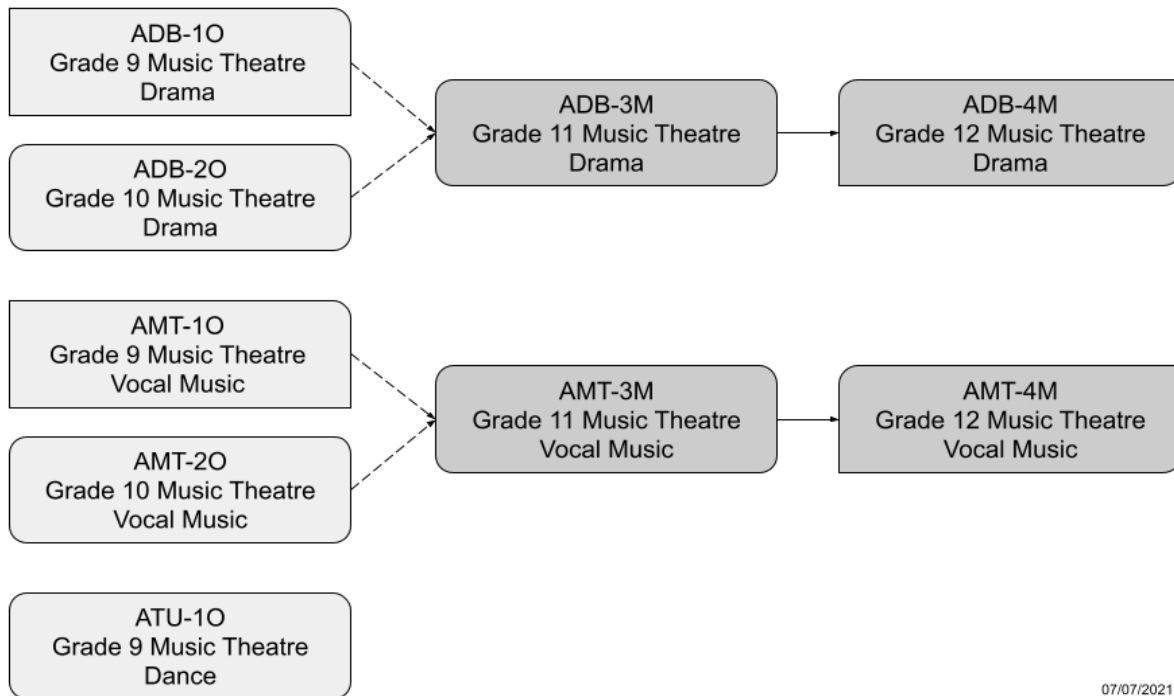 ADB-1O
Grade 9 Music Theatre
Drama
ADB-2O
Grade 10 Music Theatre
Drama
ADB-3M
Grade 11 Music Theatre
Drama
ADB-4M
Grade 12 Music Theatre
Drama
AMT-1O
Grade 9 Music Theatre
Vocal Music
AMT-2O
Grade 10 Music Theatre
Vocal Music
AMT-3M
Grade 11 Music Theatre
Vocal Music
AMT-4M
Grade 12 Music Theatre
Vocal Music
ATU-1O
Grade 9 Music Theatre
Dance
07/07/2021